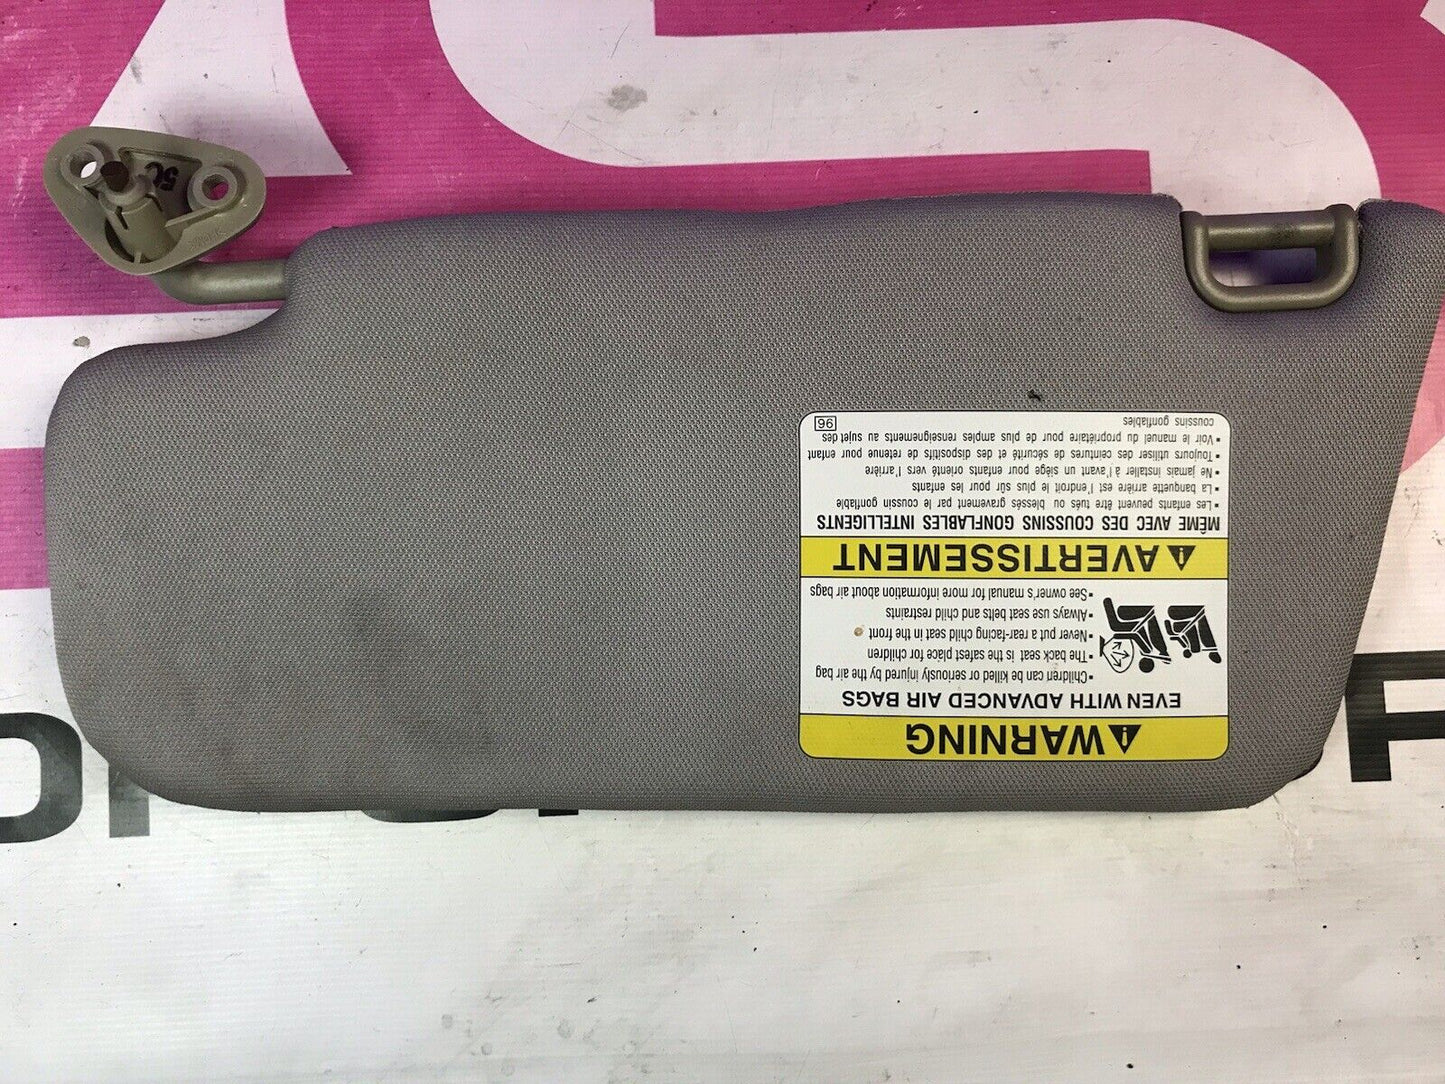 WARNING
EVEN WITH ADVANCED AIR BAGS
• Children can be killed or seriously injured by the air bag
• The back seat is the safest place for children
• Never put a rear-facing child seat in the front
• Always use seat belts and child restraints
• See owner's manual for more information about air bags
AVERTISSEMENT
MÊME AVEC DES COUSSINS GONFLABLES INTELLIGENTS
• Les enfants peuvent être tués ou blessés gravement par le coussin gonflable
• La banquette arrière est l'endroit le plus sûr pour les enfants
• Ne jamais installer à l'avant un siège pour enfants orienté vers l'arrière
• Toujours utiliser des ceintures de sécurité et des dispositifs de retenue pour enfant
• Voir le manuel du propriétaire pour de plus amples renseignements au sujet des
coussins gonflables
96